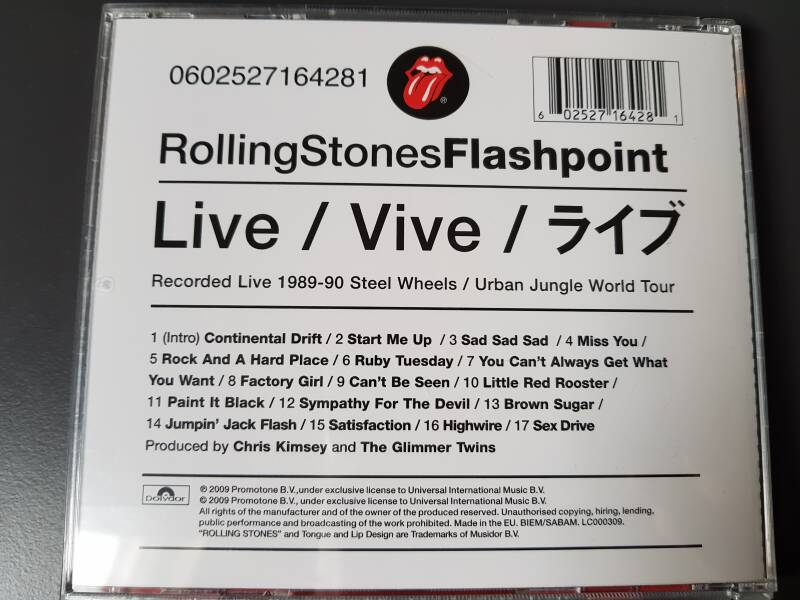 0602527164281
6 02527 16428 1
RollingStonesFlashpoint
Live / Vive / ライブ
Recorded Live 1989-90 Steel Wheels / Urban Jungle World Tour
1 (Intro) Continental Drift / 2 Start Me Up / 3 Sad Sad Sad / 4 Miss You /
5 Rock And A Hard Place / 6 Ruby Tuesday / 7 You Can't Always Get What
You Want / 8 Factory Girl / 9 Can't Be Seen / 10 Little Red Rooster /
11 Paint It Black / 12 Sympathy For The Devil / 13 Brown Sugar /
14 Jumpin' Jack Flash / 15 Satisfaction / 16 Highwire / 17 Sex Drive
Produced by Chris Kimsey and The Glimmer Twins
Polydor
℗ 2009 Promotone B.V.,under exclusive license to Universal International Music B.V.
© 2009 Promotone B.V., under exclusive license to Universal International Music B.V.
All rights of the manufacturer and of the owner of the produced reserved. Unauthorised copying, hiring, lending,
public performance and broadcasting of the work prohibited. Made in the EU. BIEM/SABAM. LC000309.
"ROLLING STONES" and Tongue and Lip Design are Trademarks of Musidor B.V.